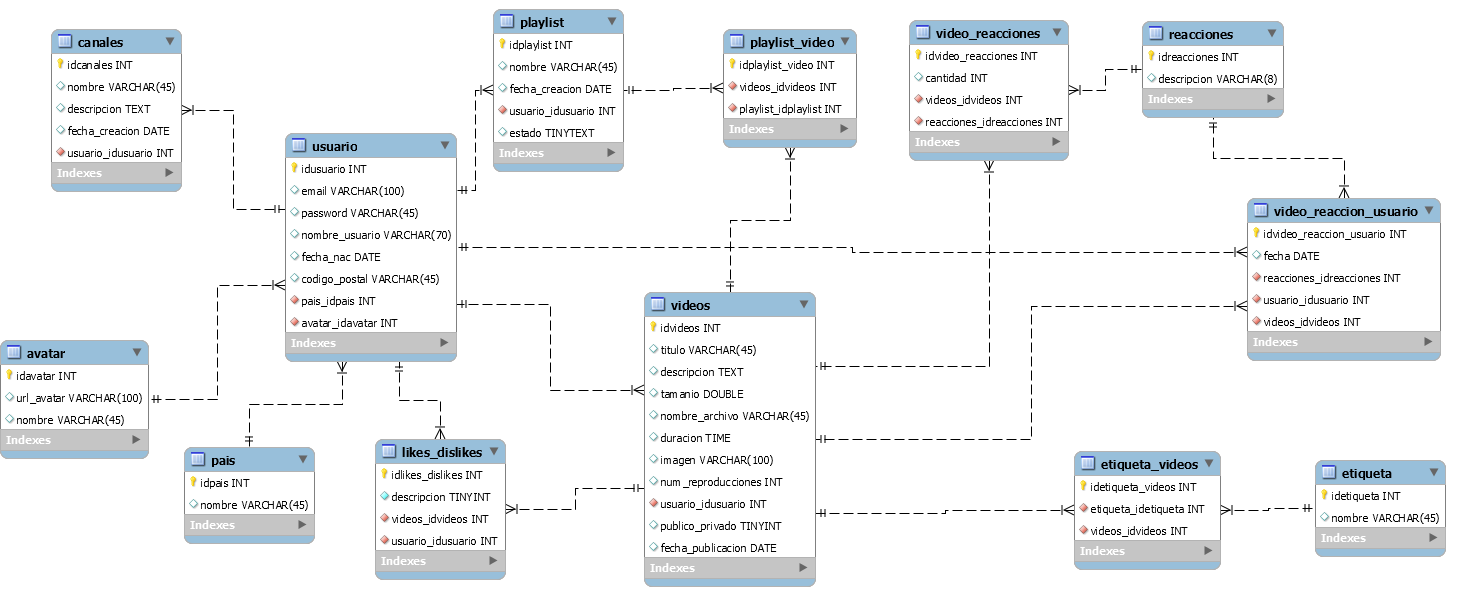 canales
idcanales INT
nombre VARCHAR(45)
descripcion TEXT
fecha_creacion DATE
usuario_idusuario INT
Indexes
playlist
idplaylist INT
nombre VARCHAR(45)
fecha_creacion DATE
usuario_idusuario INT
estado TINYTEXT
Indexes
playlist_video
idplaylist_video INT
videos_idvideos INT
playlist_idplaylist INT
Indexes
video_reacciones
idvideo_reacciones INT
cantidad INT
videos_idvideos INT
reacciones_idreacciones INT
Indexes
reacciones
idreacciones INT
descripcion VARCHAR(8)
Indexes
usuario
idusuario INT
email VARCHAR(100)
password VARCHAR(45)
nombre_usuario VARCHAR(70)
fecha_nac DATE
codigo_postal VARCHAR(45)
pais_idpais INT
avatar_idavatar INT
Indexes
video_reaccion_usuario
idvideo_reaccion_usuario INT
fecha DATE
reacciones_idreacciones INT
usuario_idusuario INT
videos_idvideos INT
Indexes
avatar
idavatar INT
url_avatar VARCHAR(100)
nombre VARCHAR(45)
Indexes
pais
idpais INT
nombre VARCHAR(45)
Indexes
likes_dislikes
idlikes_dislikes INT
descripcion TINYINT
videos_idvideos INT
usuario_idusuario INT
Indexes
videos
idvideos INT
titulo VARCHAR(45)
descripcion TEXT
tamanio DOUBLE
nombre_archivo VARCHAR(45)
duracion TIME
imagen VARCHAR(100)
num_reproducciones INT
usuario_idusuario INT
publico_privado TINYINT
fecha_publicacion DATE
Indexes
etiqueta_videos
idetiqueta_videos INT
etiqueta_idetiqueta INT
videos_idvideos INT
Indexes
etiqueta
idetiqueta INT
nombre VARCHAR(45)
Indexes